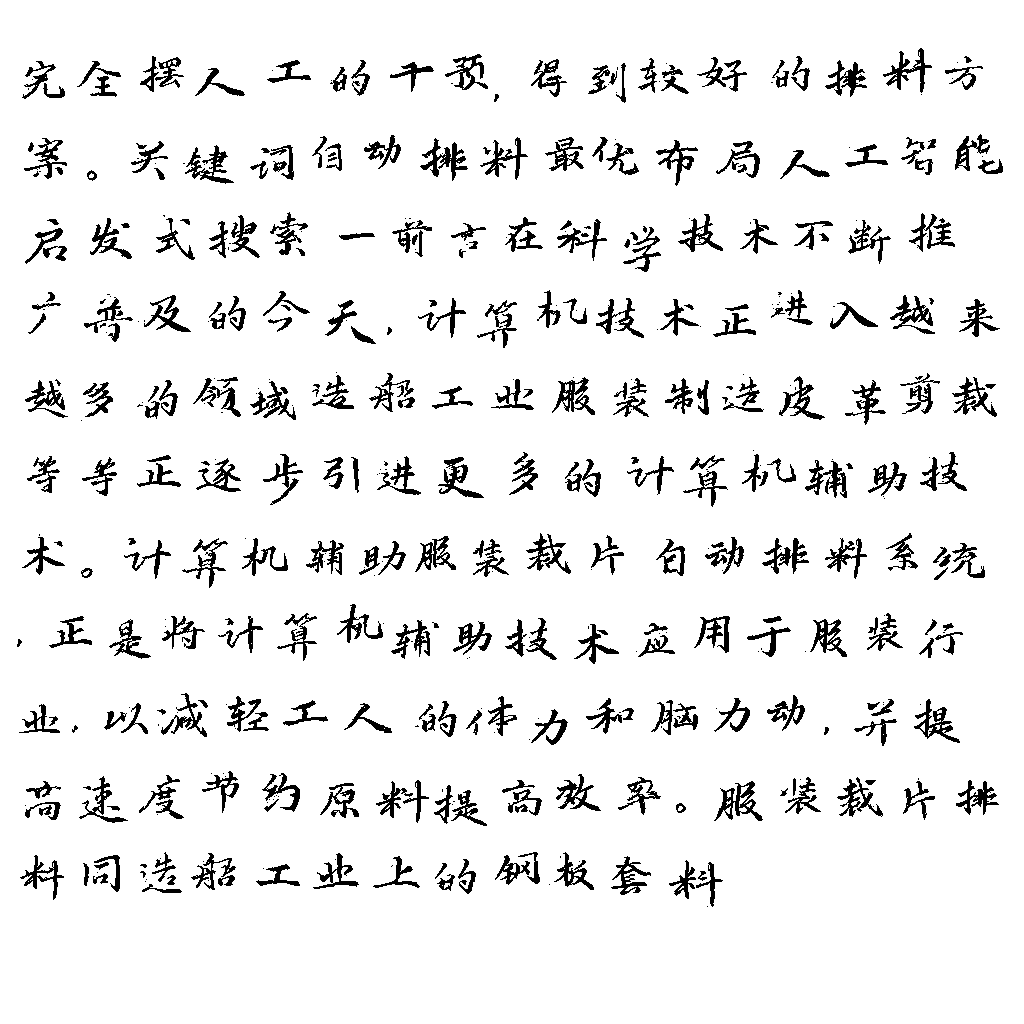 完全摆人工的干预,得到较好的排料方
案。关键词自动排料最优布局人工智能
启发式搜索一前言在科学技术不断推
广普及的今天,计算机技术正进入越来
越多的领域造船工业服装制造皮革剪裁
等等正逐步引进更多的计算机辅助技
术。计算机辅助服装裁片自动排料系统
,正是将计算机辅助技术应用于服装行
业,以减轻工人的体力和脑力动,并提
高速度节约原料提高效率。服装裁片排
料同造船工业上的钢板套料